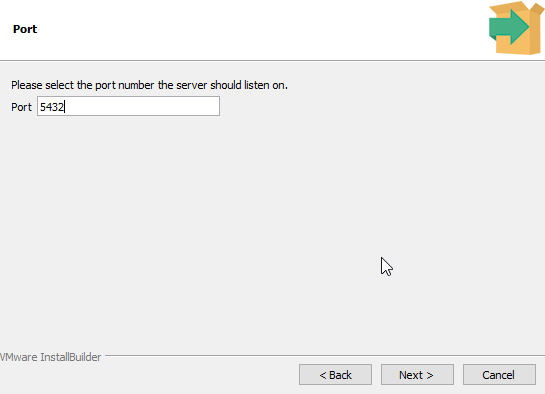 Port
Please select the port number the server should listen on.
Port 5432
VMware InstallBuilder
< Back Next > Cancel